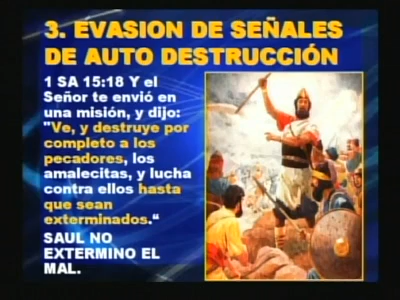 3. EVASION DE SEÑALES
DE AUTO DESTRUCCIÓN
1 SA 15:18 Y el
Señor te envió en
una misión, y dijo:
"Ve, y destruye por
completo a los
pecadores, los
amalecitas, y lucha
contra ellos hasta
que sean
exterminados.“
SAUL NO
EXTERMINO EL
MAL.